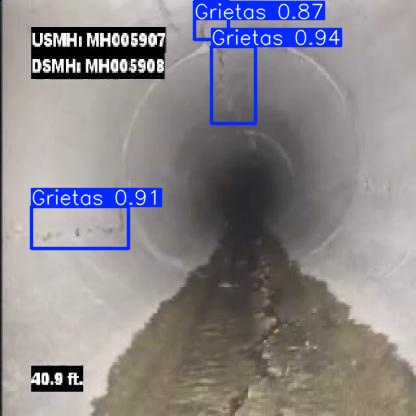 Grietas 0.87
Grietas 0.94
USMH: MH005907
DSMH: MH005908
Grietas 0.91
40.9 ft.